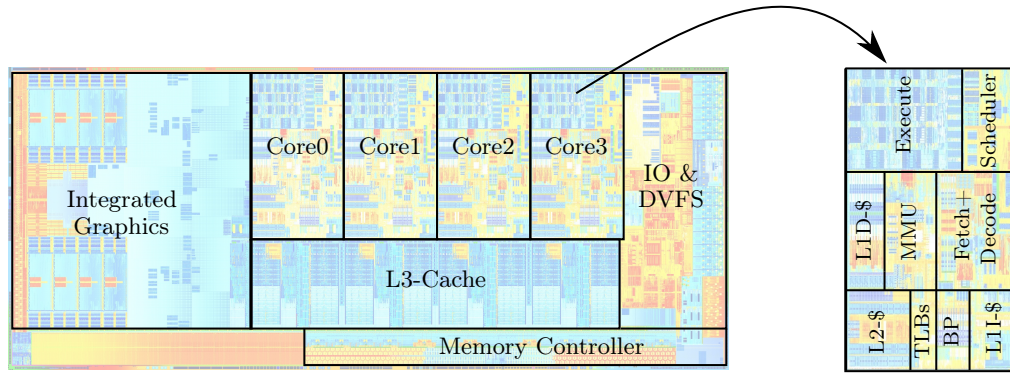 Integrated
Graphics
Core0
Core1
Core2
Core3
IO &
DVFS
L3-Cache
Memory Controller
Execute
Scheduler
L1D-$
MMU
Fetch+
Decode
L2-$
TLBs
BP
L1I-$